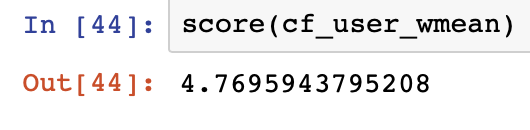 In [44]: score(cf_user_wmean)
Out[44]: 4.7695943795208